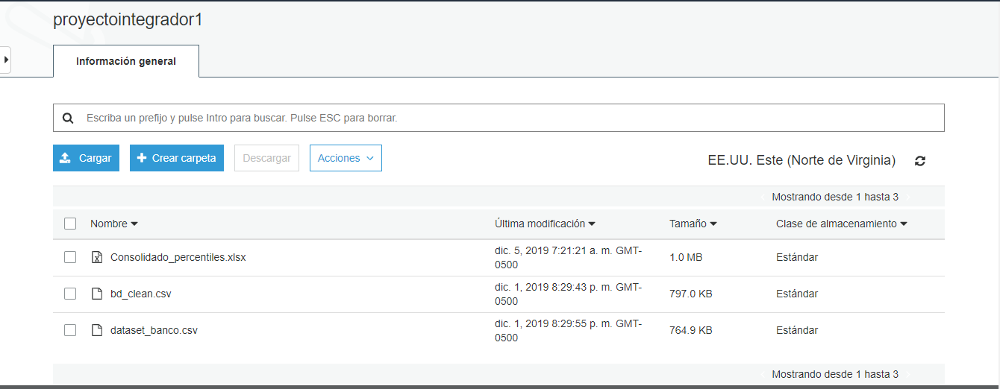 proyectointegrador1
Información general
Escriba un prefijo y pulse Intro para buscar. Pulse ESC para borrar.
Cargar Crear carpeta Descargar Acciones EE.UU. Este (Norte de Virginia)
Mostrando desde 1 hasta 3
Nombre Última modificación Tamaño Clase de almacenamiento
Consolidado_percentiles.xlsx dic. 5, 2019 7:21:21 a. m. GMT-0500 1.0 MB Estándar
bd_clean.csv dic. 1, 2019 8:29:43 p. m. GMT-0500 797.0 KB Estándar
dataset_banco.csv dic. 1, 2019 8:29:55 p. m. GMT-0500 764.9 KB Estándar
Mostrando desde 1 hasta 3